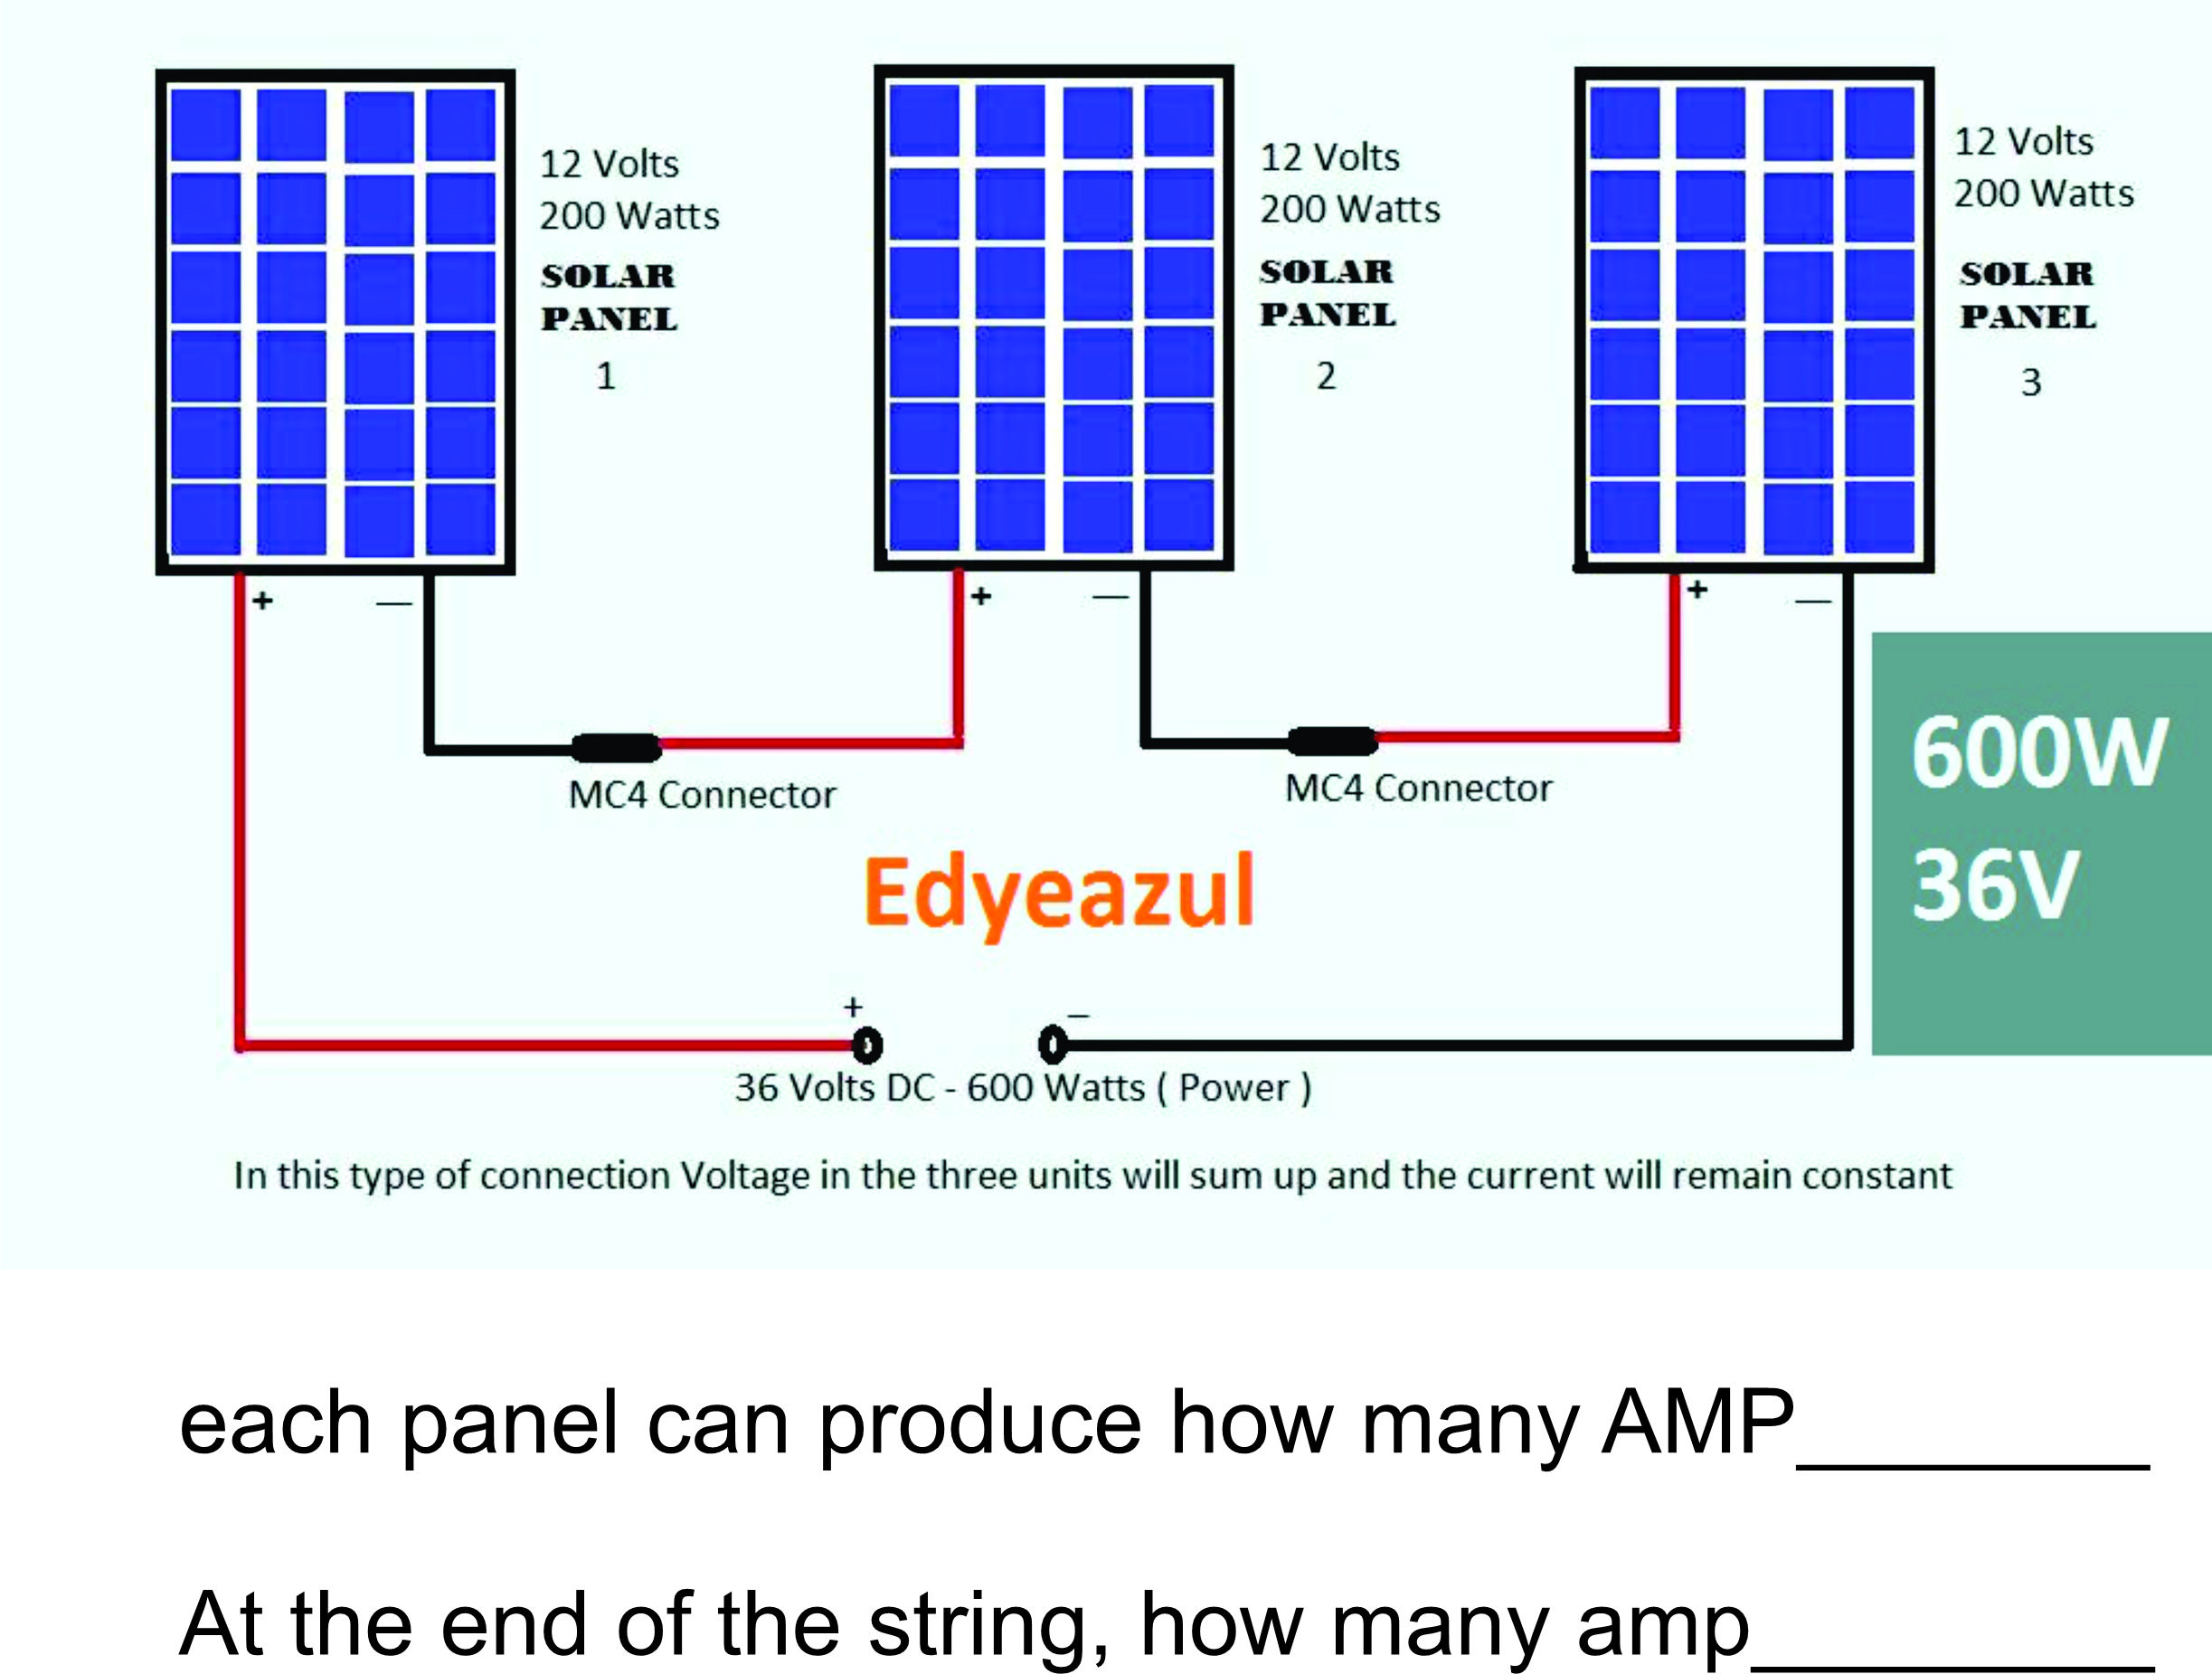 12 Volts
200 Watts
SOLAR
PANEL
1
12 Volts
200 Watts
SOLAR
PANEL
2
12 Volts
200 Watts
SOLAR
PANEL
3
+ —
+ —
+ —
MC4 Connector
MC4 Connector
600W
36V
Edyeazul
+ –
36 Volts DC - 600 Watts ( Power )
In this type of connection Voltage in the three units will sum up and the current will remain constant
each panel can produce how many AMP________
At the end of the string, how many amp_________